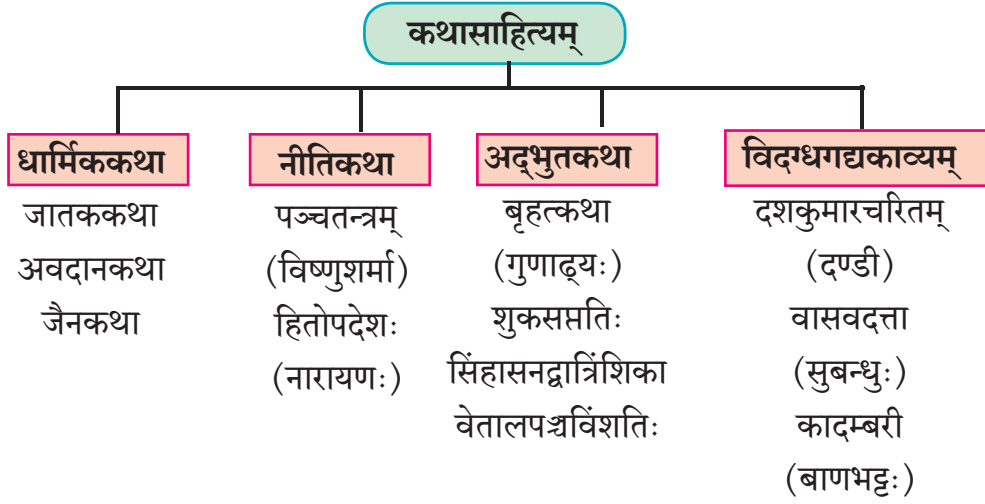 कथासाहित्यम्
धार्मिककथा
जातककथा
अवदानकथा
जैनकथा
नीतिकथा
पञ्चतन्त्रम्
(विष्णुशर्मा)
हितोपदेशः
(नारायणः)
अद्‌भुतकथा
बृहत्कथा
(गुणाढ्यः)
शुकसप्ततिः
सिंहासनद्वात्रिंशिका
वेतालपञ्चविंशतिः
विदग्धगद्यकाव्यम्
दशकुमारचरितम्
(दण्डी)
वासवदत्ता
(सुबन्धुः)
कादम्बरी
(बाणभट्टः)